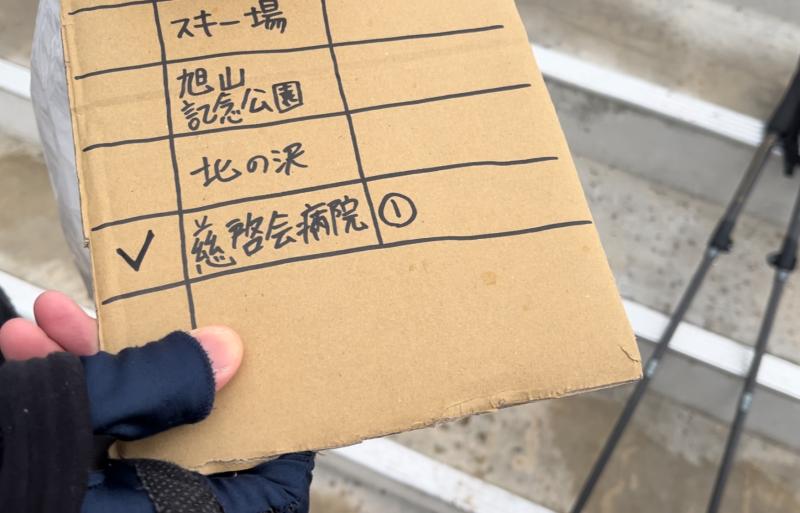 スキー場
旭山
記念公園
北の沢
✓ 慈啓会病院 ①